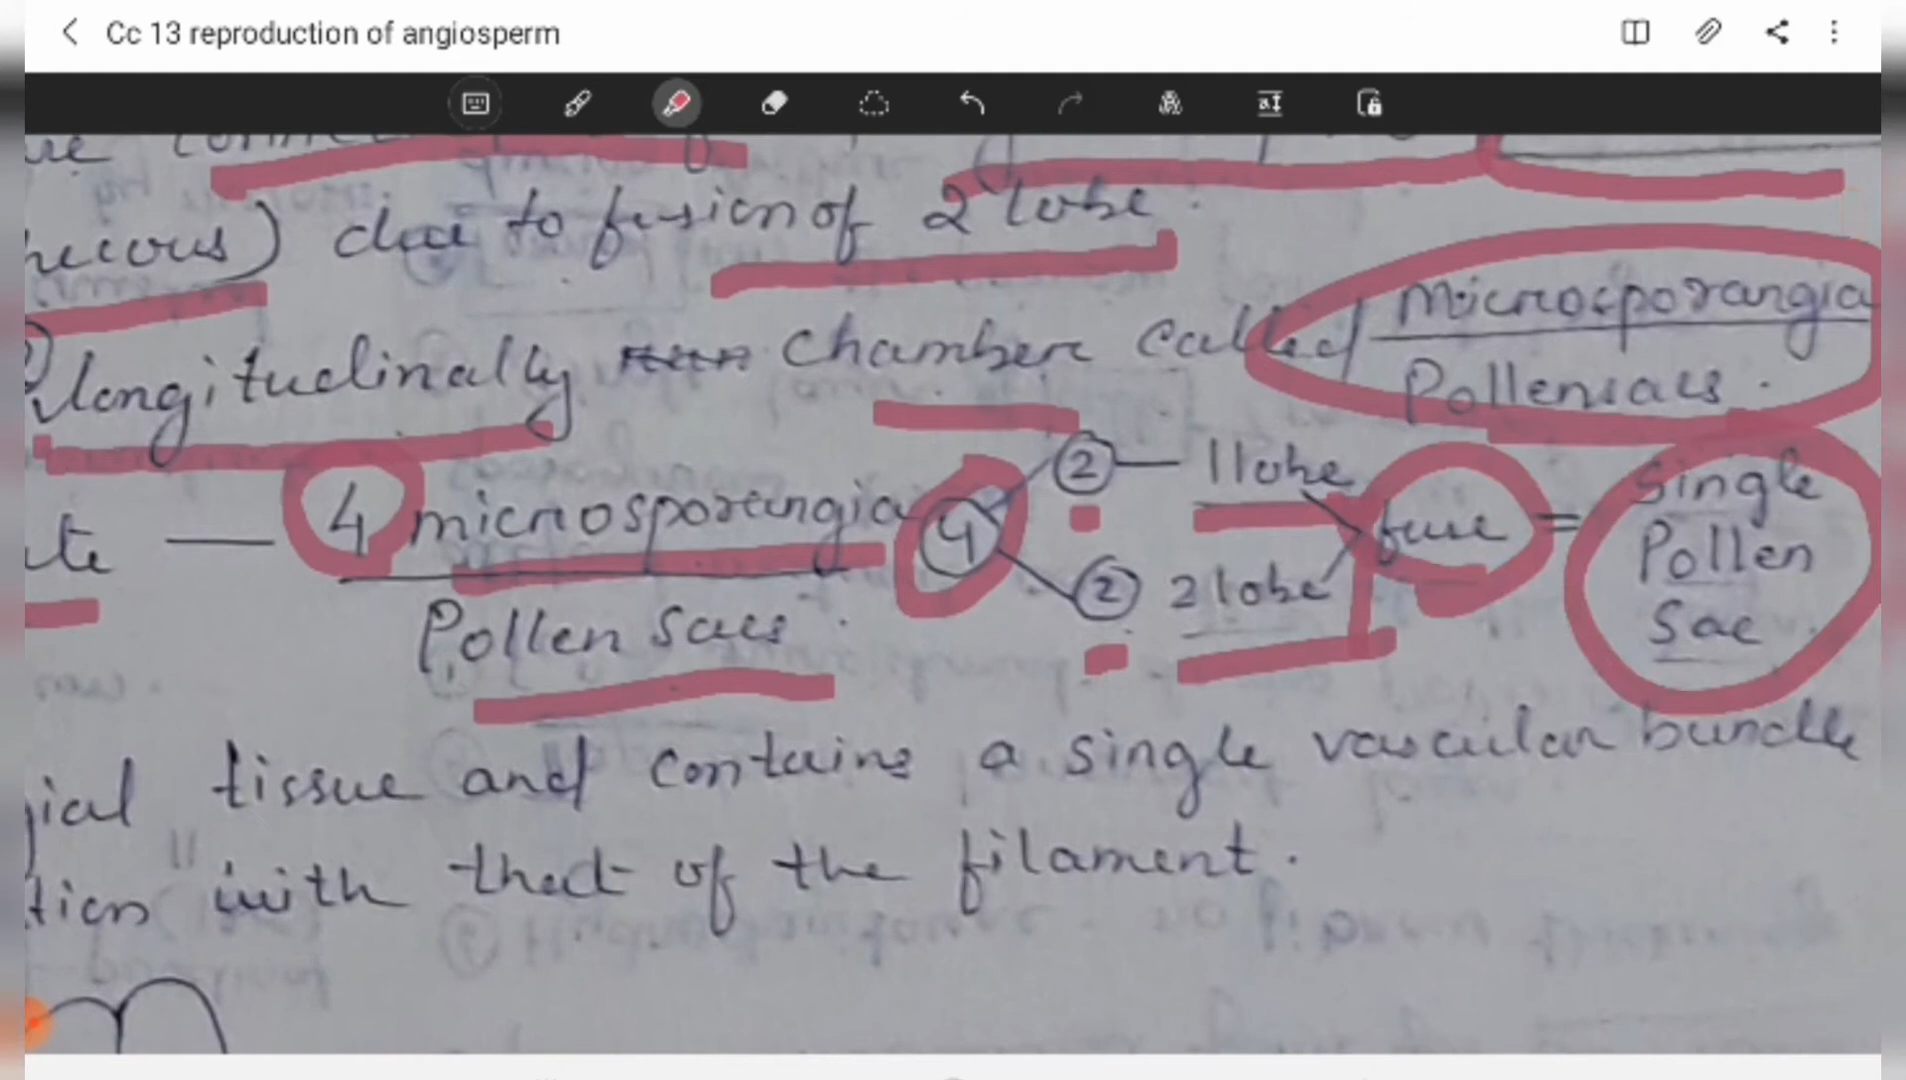 Cc 13 reproduction of angiosperm
due to fusion of 2 lobe.
longitudinally chamber called microsporangia
Pollensacs.
4 microsporangia 4 2 1 lobe fuse = Single
Pollen Sacs. 2 2 lobe Pollen
Sac
tissue and contains a single vascular bundle
with that of the filament.